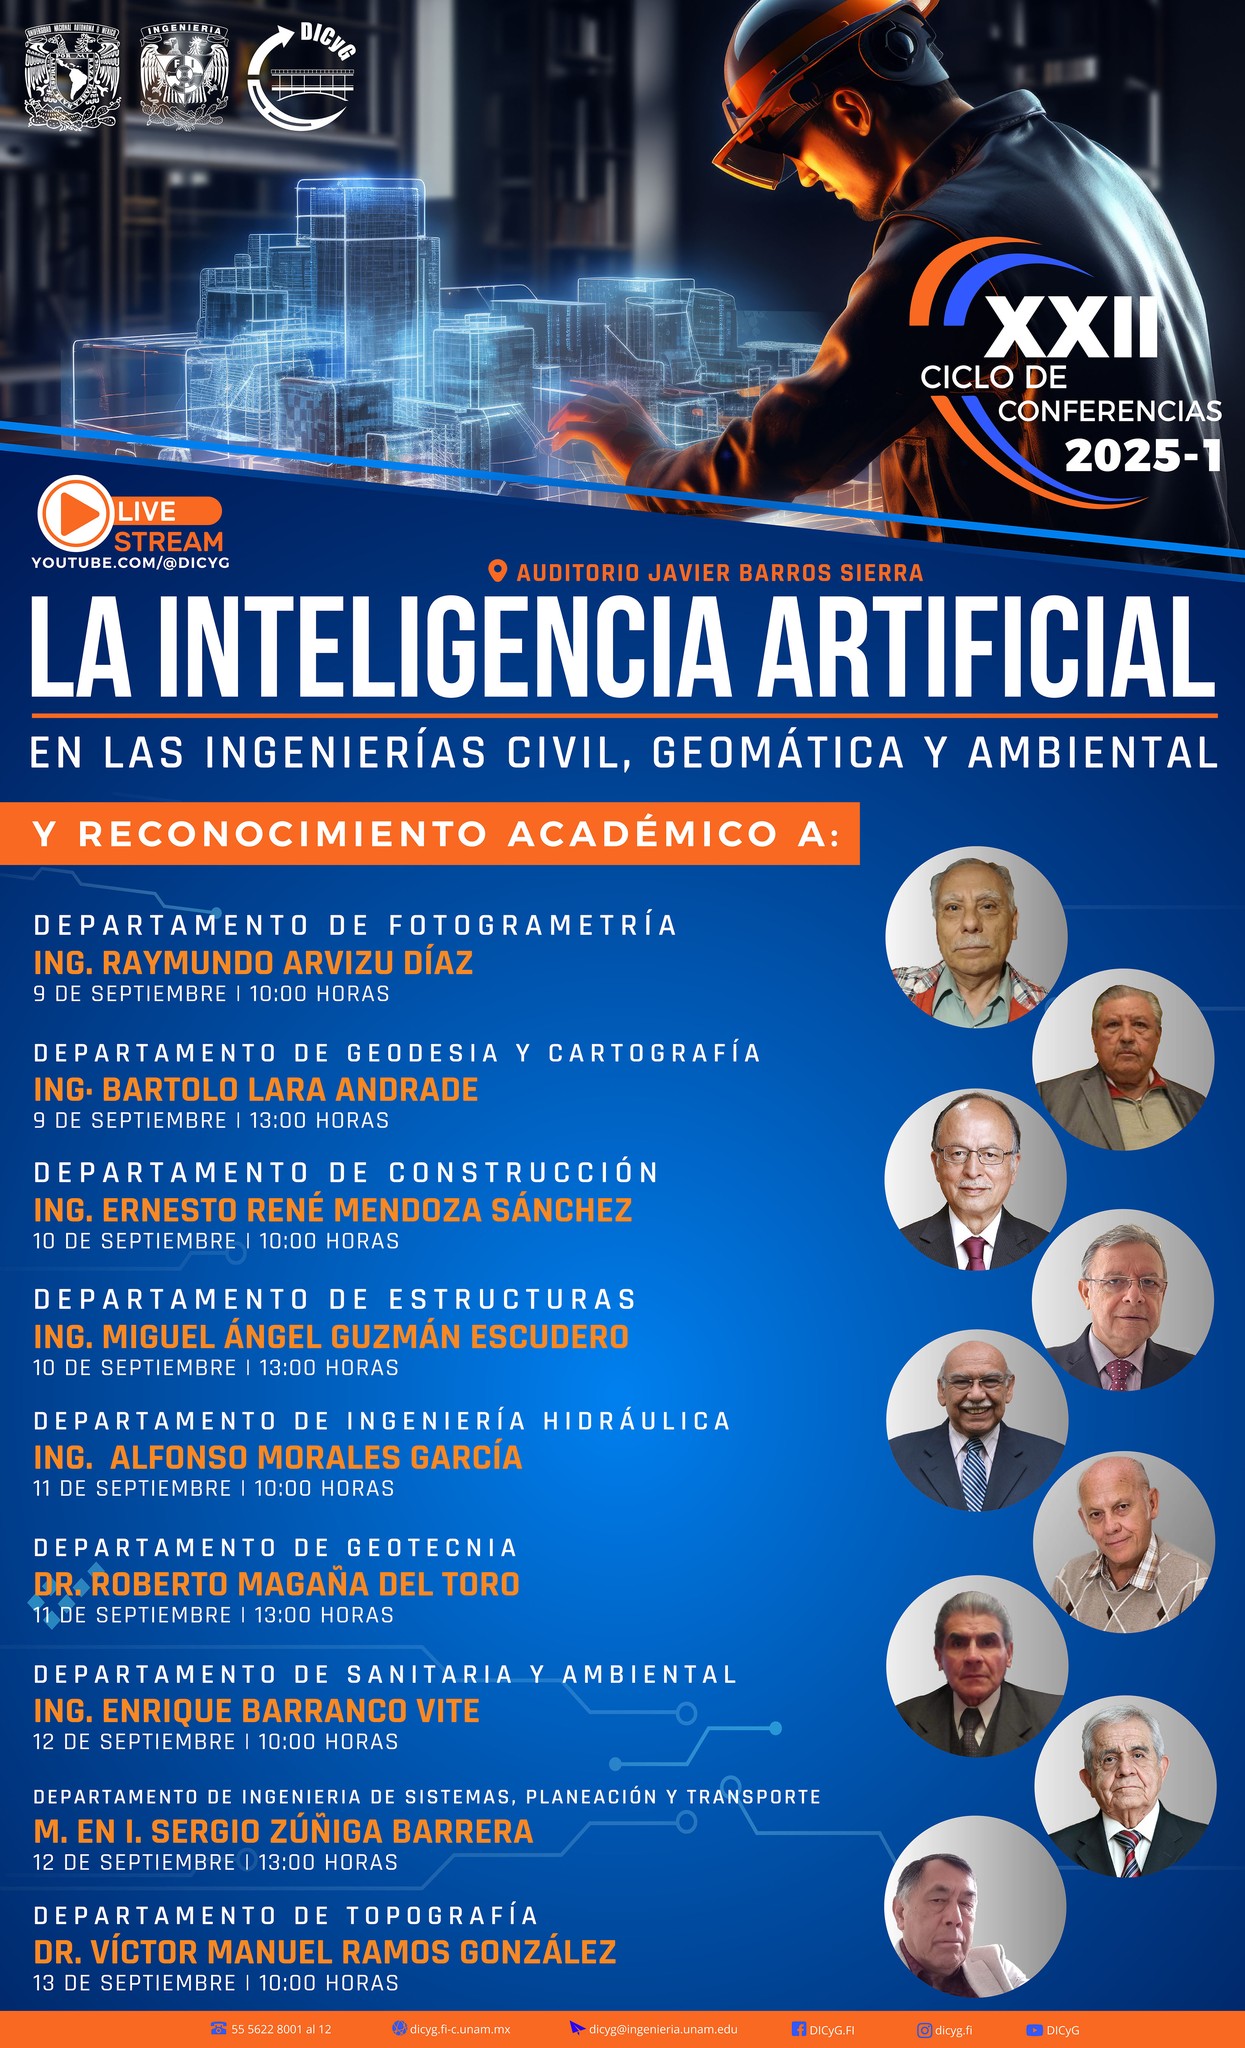 UNIVERSIDAD NACIONAL AUTONOMA DE MEXICO
INGENIERIA
DICyG
XXII
CICLO DE
CONFERENCIAS
2025-1
LIVE
STREAM
YOUTUBE.COM/@DICYG
AUDITORIO JAVIER BARROS SIERRA
LA INTELIGENCIA ARTIFICIAL
EN LAS INGENIERÍAS CIVIL, GEOMÁTICA Y AMBIENTAL
Y RECONOCIMIENTO ACADÉMICO A:
DEPARTAMENTO DE FOTOGRAMETRÍA
ING. RAYMUNDO ARVIZU DÍAZ
9 DE SEPTIEMBRE | 10:00 HORAS
DEPARTAMENTO DE GEODESIA Y CARTOGRAFÍA
ING· BARTOLO LARA ANDRADE
9 DE SEPTIEMBRE | 13:00 HORAS
DEPARTAMENTO DE CONSTRUCCIÓN
ING. ERNESTO RENÉ MENDOZA SÁNCHEZ
10 DE SEPTIEMBRE | 10:00 HORAS
DEPARTAMENTO DE ESTRUCTURAS
ING. MIGUEL ÁNGEL GUZMÁN ESCUDERO
10 DE SEPTIEMBRE | 13:00 HORAS
DEPARTAMENTO DE INGENIERÍA HIDRÁULICA
ING. ALFONSO MORALES GARCÍA
11 DE SEPTIEMBRE | 10:00 HORAS
DEPARTAMENTO DE GEOTECNIA
DR. ROBERTO MAGAÑA DEL TORO
11 DE SEPTIEMBRE | 13:00 HORAS
DEPARTAMENTO DE SANITARIA Y AMBIENTAL
ING. ENRIQUE BARRANCO VITE
12 DE SEPTIEMBRE | 10:00 HORAS
DEPARTAMENTO DE INGENIERIA DE SISTEMAS, PLANEACIÓN Y TRANSPORTE
M. EN I. SERGIO ZÚÑIGA BARRERA
12 DE SEPTIEMBRE | 13:00 HORAS
DEPARTAMENTO DE TOPOGRAFÍA
DR. VÍCTOR MANUEL RAMOS GONZÁLEZ
13 DE SEPTIEMBRE | 10:00 HORAS
55 5622 8001 al 12 dicyg.fi-c.unam.mx dicyg@ingenieria.unam.edu DICyG.FI dicyg.fi DICyG